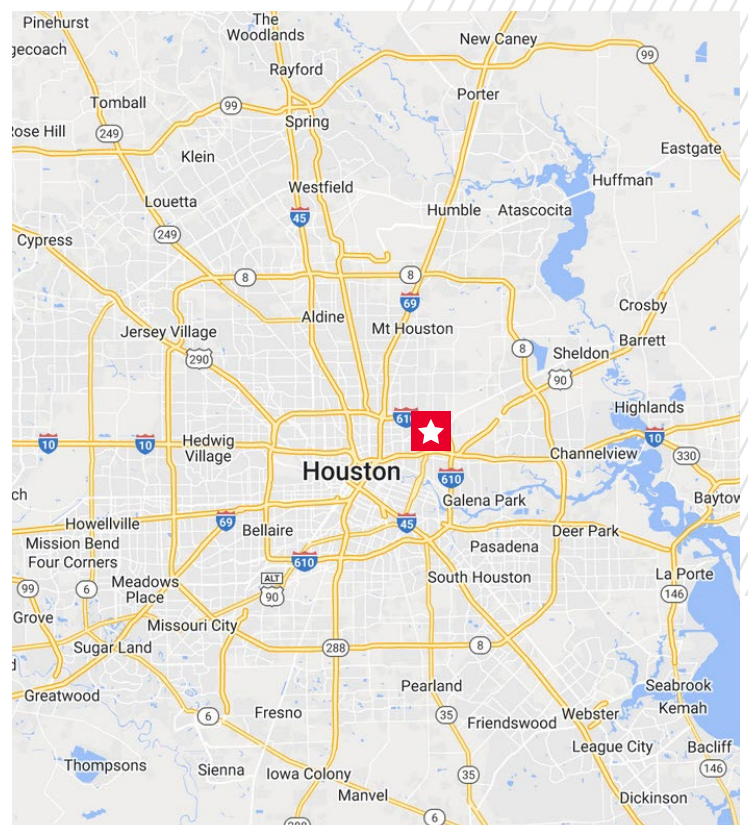 Pinehurst
The
Woodlands
New Caney
gecoach
99
Rayford
Tomball
99
Porter
Rose Hill
249
Spring
Klein
Eastgate
Westfield
Huffman
Louetta
45
Humble
Atascocita
249
Cypress
8
8
69
Crosby
Aldine
Mt Houston
Jersey Village
Barrett
8
Sheldon
290
90
Highlands
610
10
10
Hedwig
Village
10
Channelview
330
Houston
610
ch
Galena Park
Baytow
Howellville
69
Bellaire
45
Deer Park
Mission Bend
Four Corners
610
Pasadena
La Porte
Meadows
Place
ALT
90
South Houston
99
6
146
Grove
Missouri City
Sugar Land
288
8
Greatwood
Pearland
Seabrook
Kemah
6
Fresno
35
Friendswood
Webster
League City
Bacliff
Thompsons
Sienna
Iowa Colony
35
146
Manvel
Dickinson
288
6